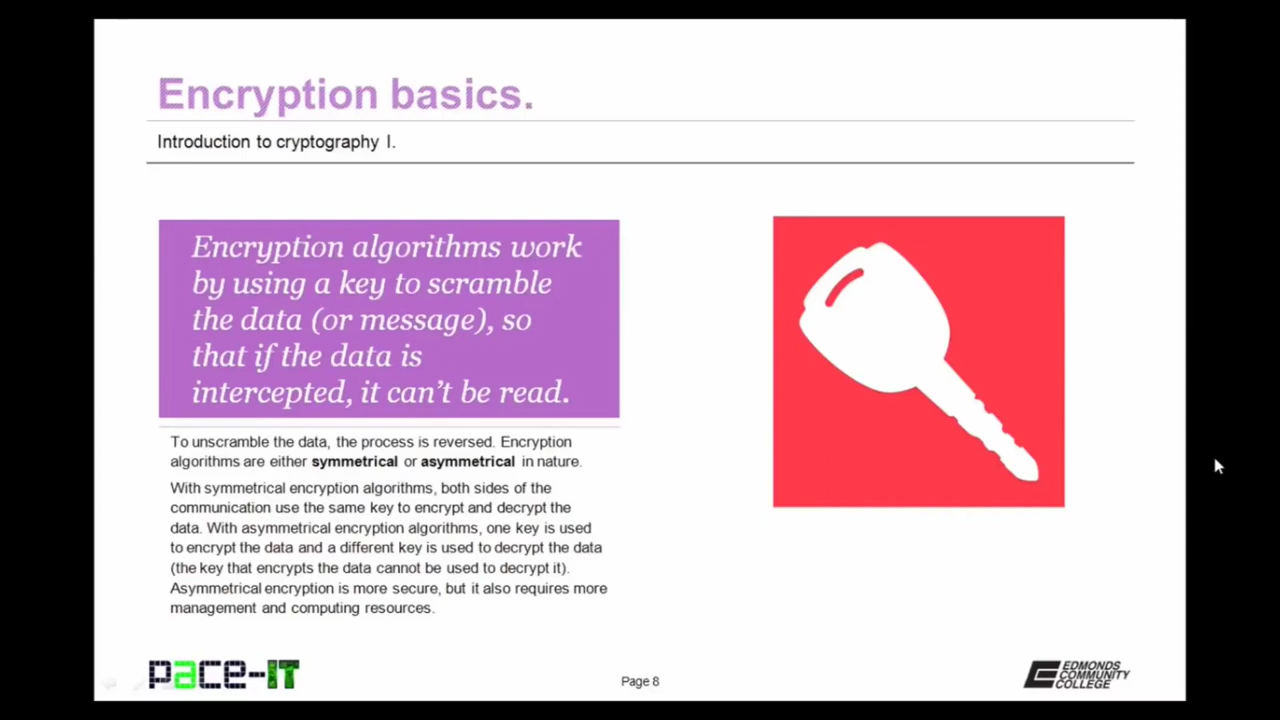 Encryption basics.
Introduction to cryptography I.
Encryption algorithms work
by using a key to scramble
the data (or message), so
that if the data is
intercepted, it can't be read.
To unscramble the data, the process is reversed. Encryption
algorithms are either symmetrical or asymmetrical in nature.
With symmetrical encryption algorithms, both sides of the
communication use the same key to encrypt and decrypt the
data. With asymmetrical encryption algorithms, one key is used
to encrypt the data and a different key is used to decrypt the data
(the key that encrypts the data cannot be used to decrypt it).
Asymmetrical encryption is more secure, but it also requires more
management and computing resources.
pace-IT
Page 8
EDMONDS
COMMUNITY
COLLEGE